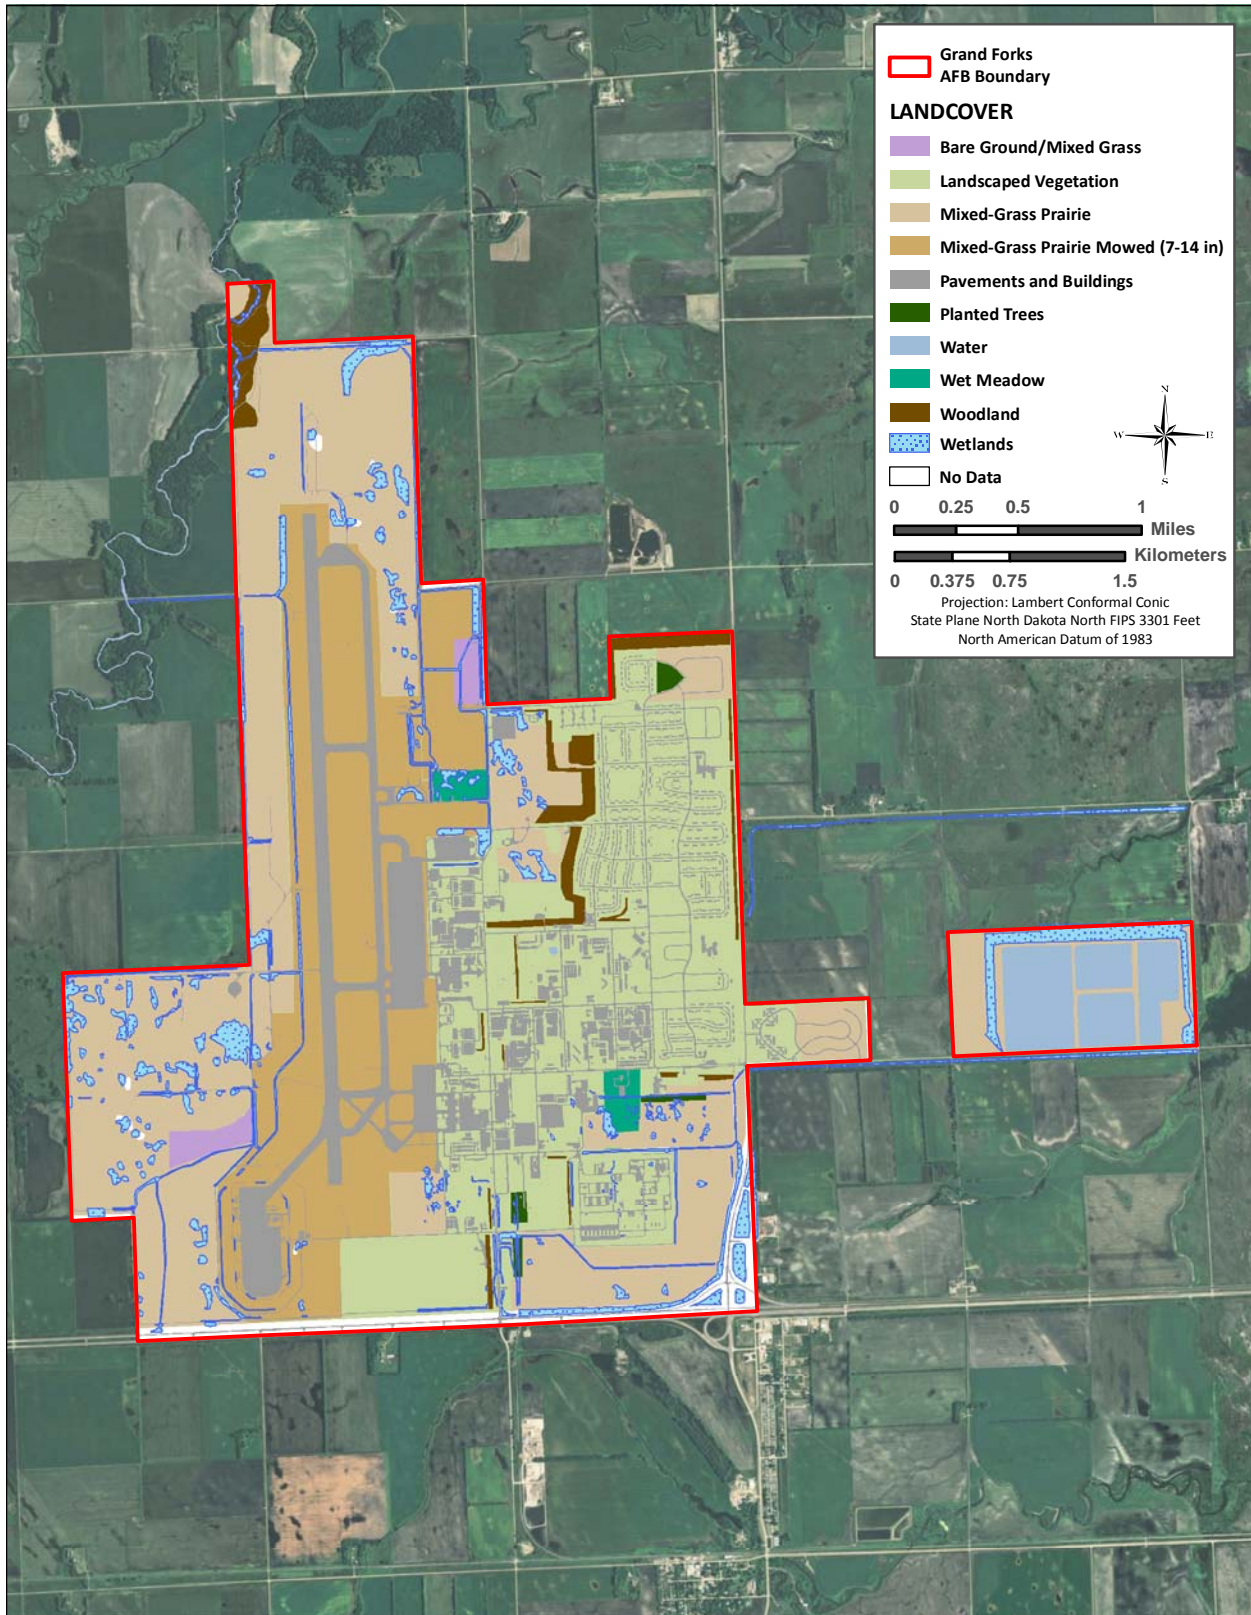 Grand Forks
AFB Boundary
LANDCOVER
Bare Ground/Mixed Grass
Landscaped Vegetation
Mixed-Grass Prairie
Mixed-Grass Prairie Mowed (7-14 in)
Pavements and Buildings
Planted Trees
Water
Wet Meadow
Woodland
Wetlands
No Data
N
W E
S
0 0.25 0.5 1
Miles
Kilometers
0 0.375 0.75 1.5
Projection: Lambert Conformal Conic
State Plane North Dakota North FIPS 3301 Feet
North American Datum of 1983